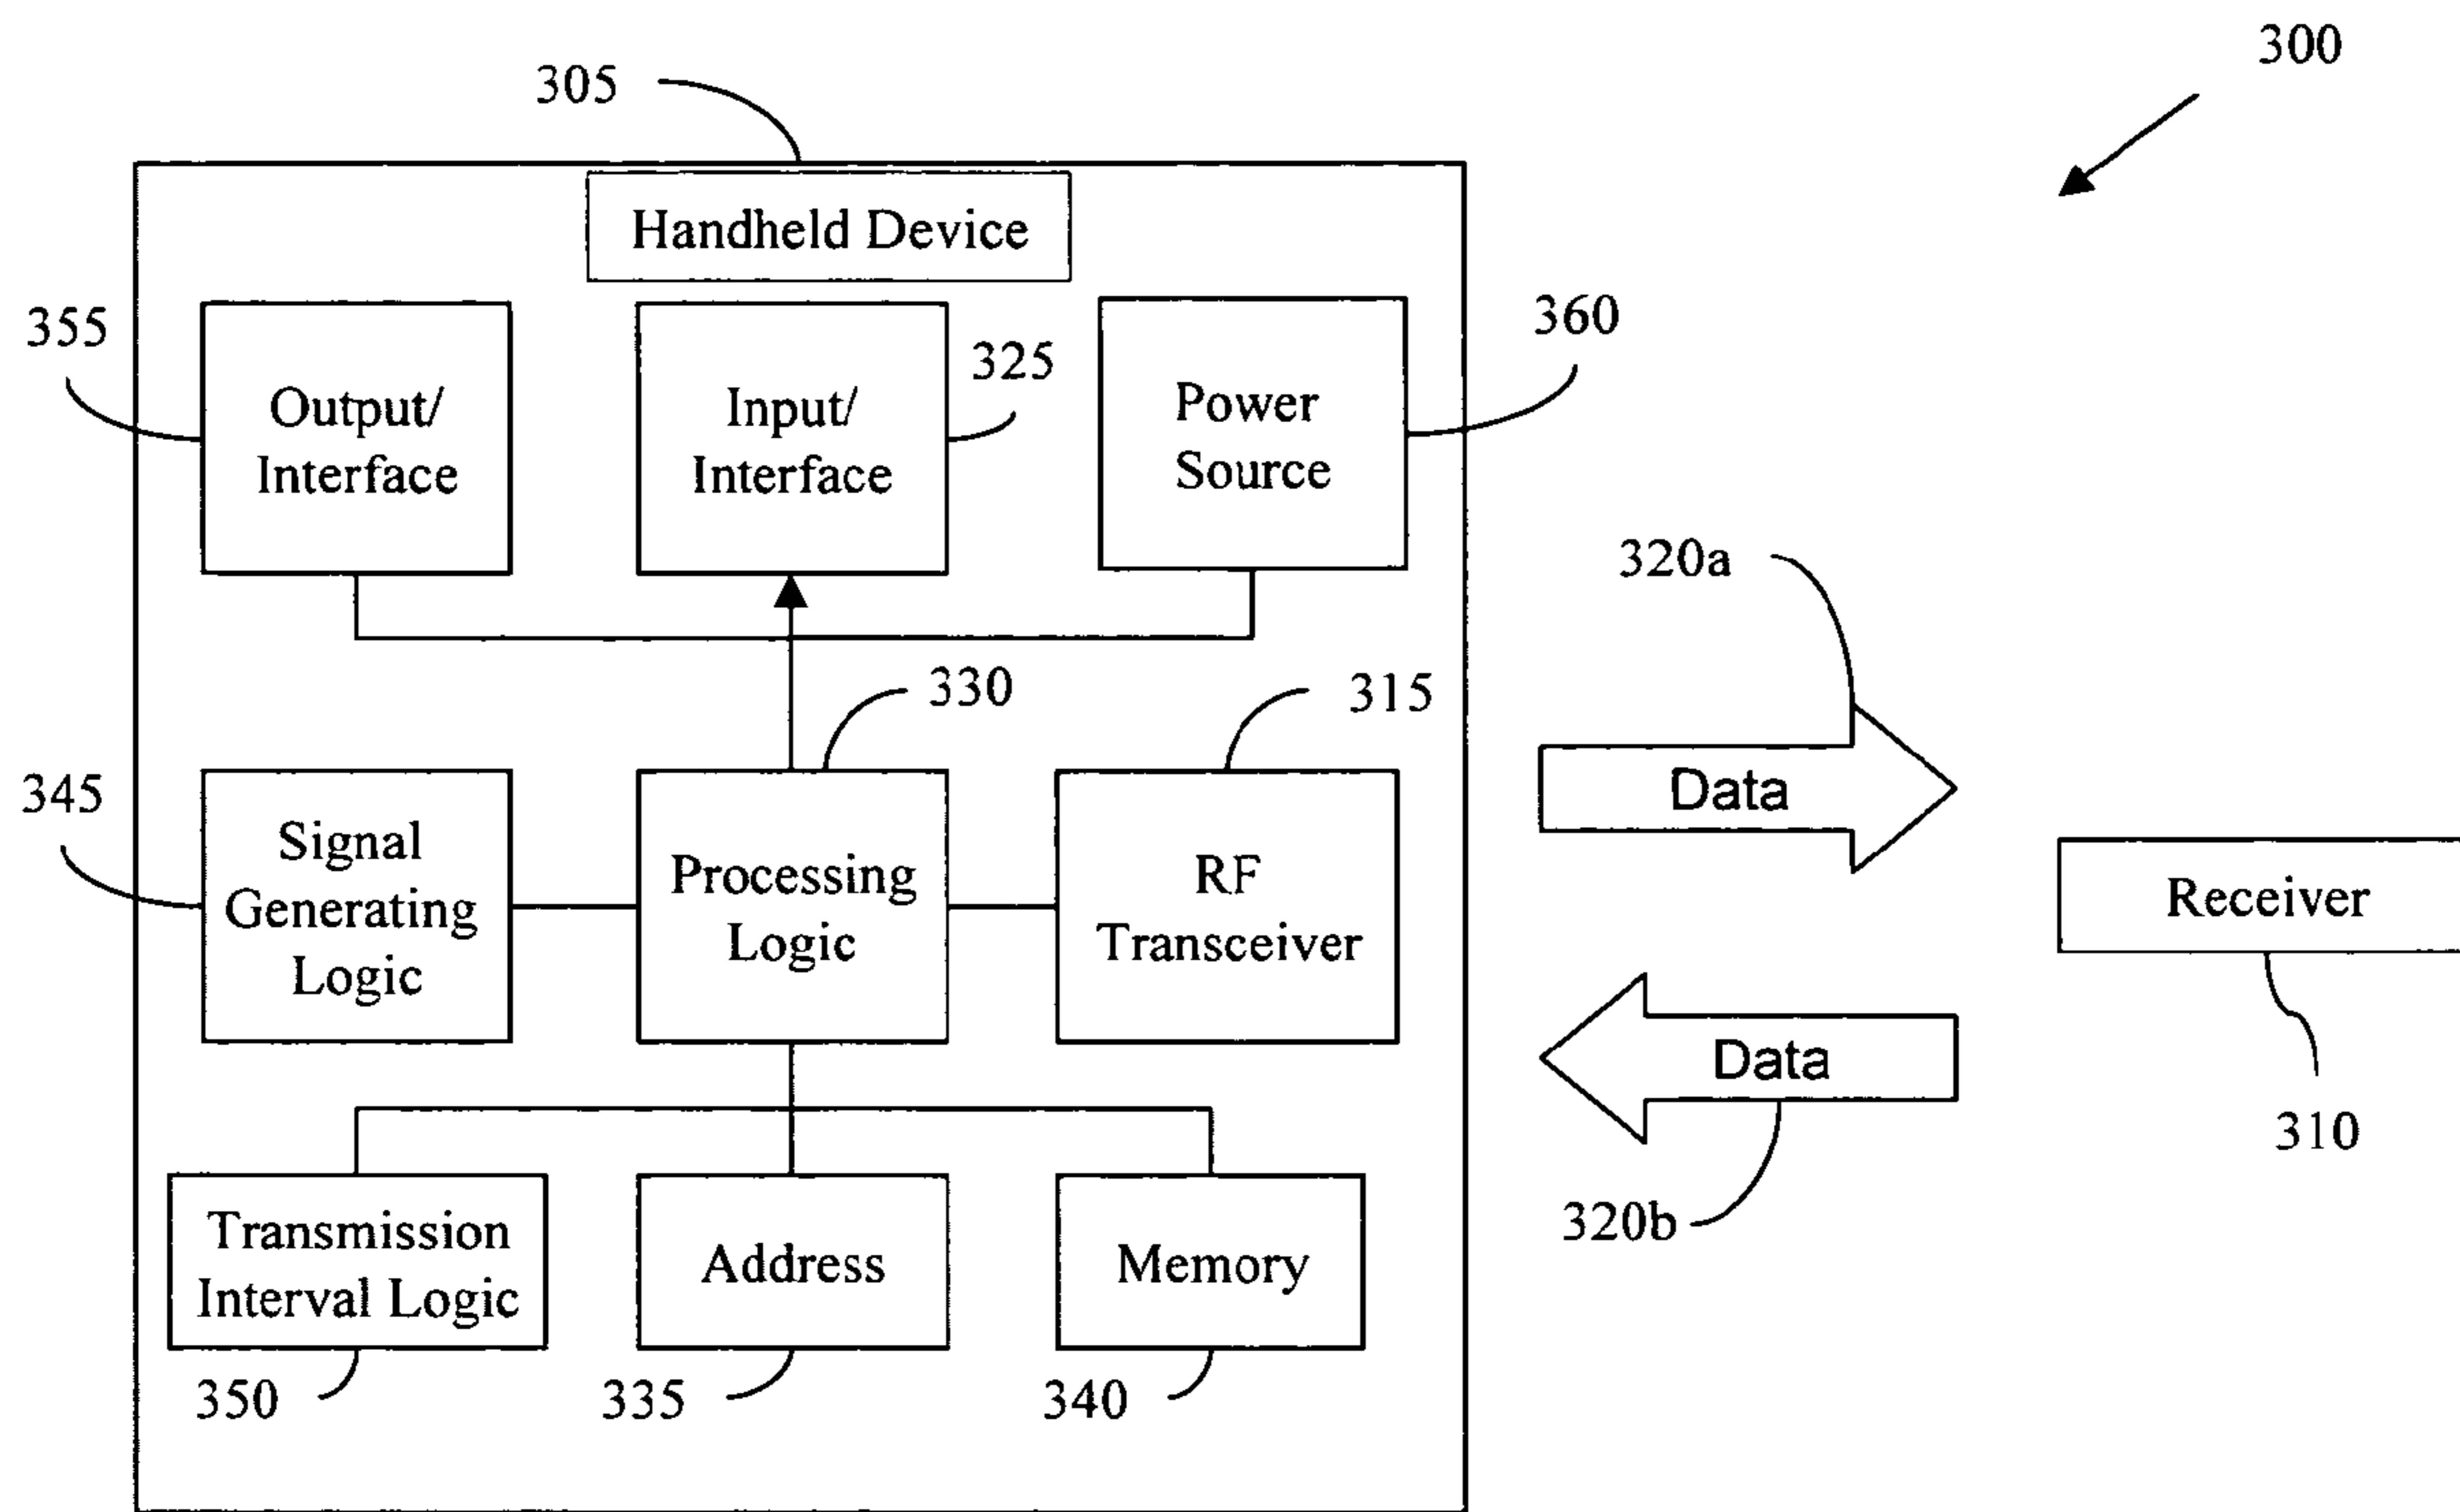 300
305
Handheld Device
355
Output/
Interface
Input/
Interface
325
Power
Source
360
320a
330
315
345
Signal
Generating
Logic
Processing
Logic
RF
Transceiver
Data
Receiver
Data
310
320b
Transmission
Interval Logic
Address
Memory
350
335
340